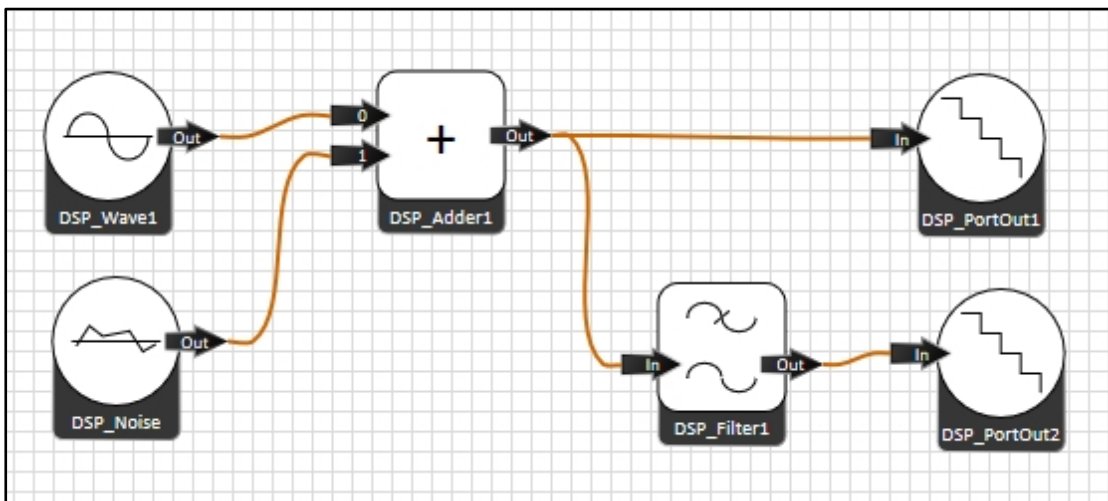 Out
DSP_Wave1
0
1
+
Out
DSP_Adder1
In
DSP_PortOut1
Out
DSP_Noise
In
Out
DSP_Filter1
In
DSP_PortOut2